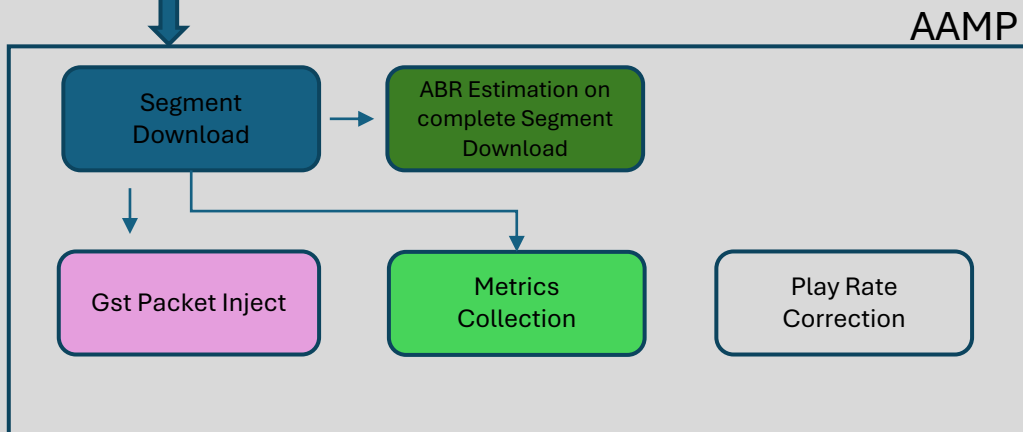 AAMP
Segment
Download
ABR Estimation on
complete Segment
Download
Gst Packet Inject
Metrics
Collection
Play Rate
Correction